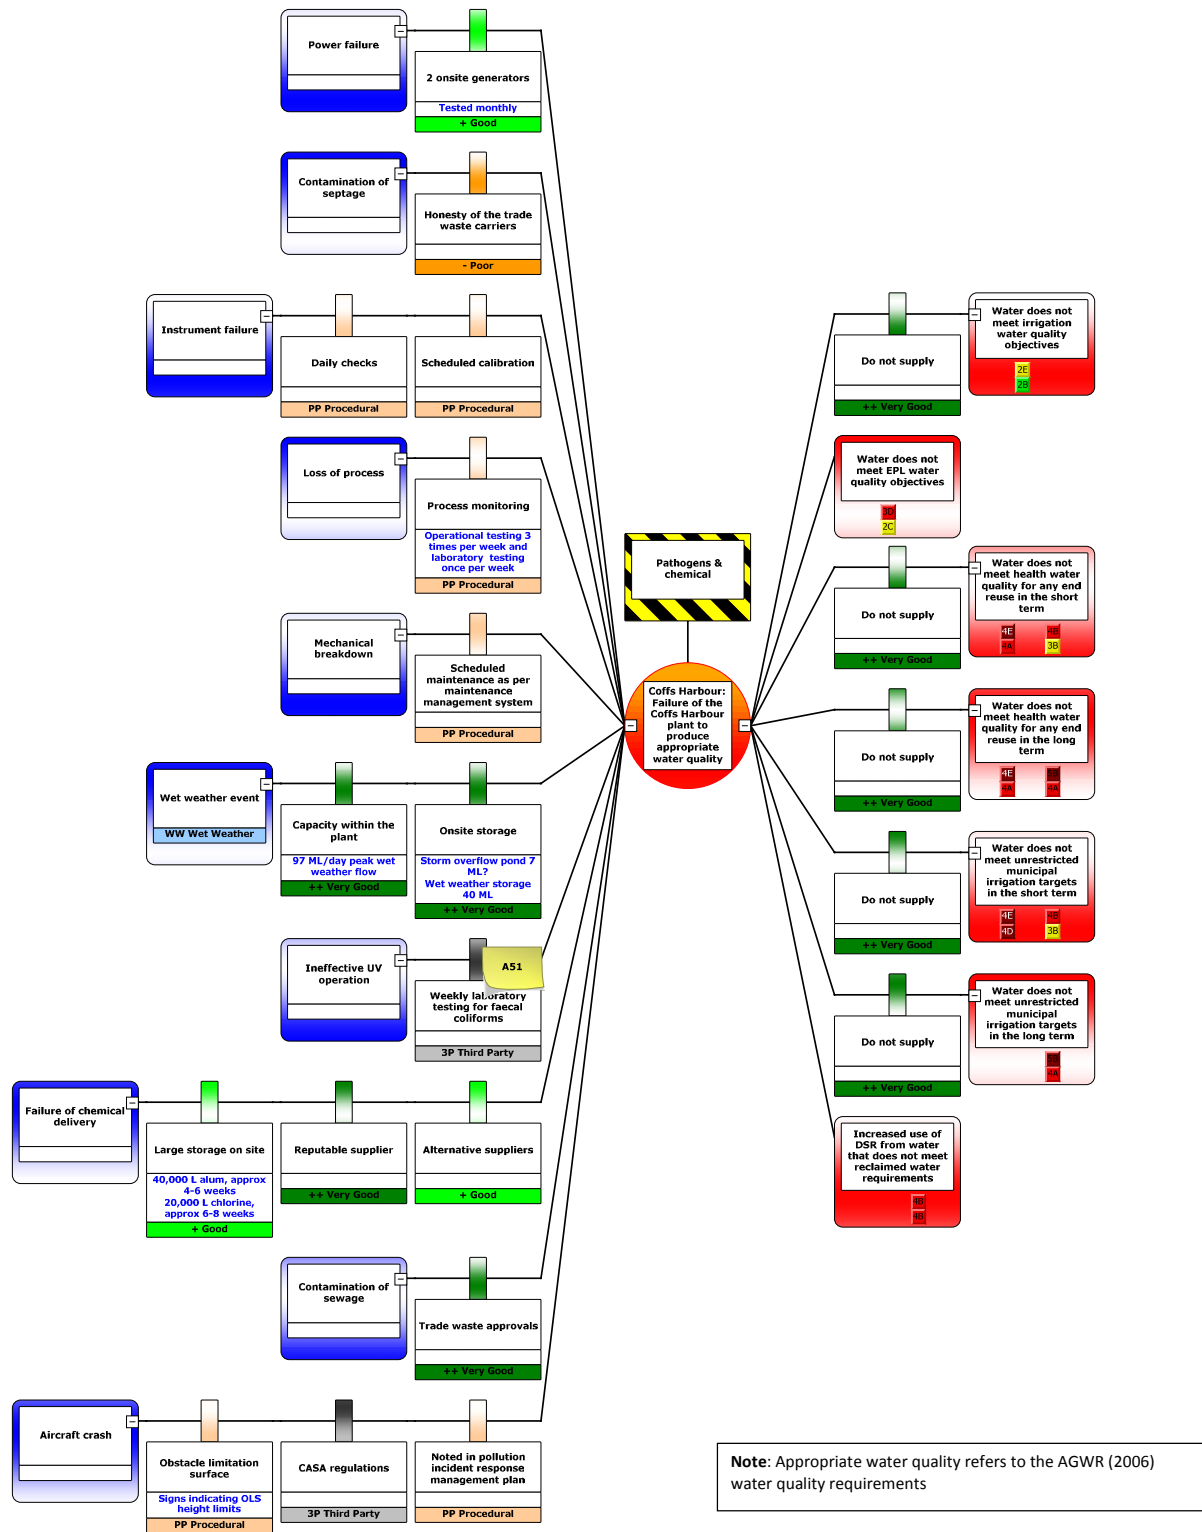 Power failure
2 onsite generators
Tested monthly
+ Good
Contamination of
septage
Honesty of the trade
waste carriers
- Poor
Instrument failure
Daily checks
PP Procedural
Scheduled calibration
PP Procedural
Loss of process
Process monitoring
Operational testing 3
times per week and
laboratory testing
once per week
PP Procedural
Mechanical
breakdown
Scheduled
maintenance as per
maintenance
management system
PP Procedural
Wet weather event
WW Wet Weather
Capacity within the
plant
97 ML/day peak wet
weather flow
++ Very Good
Onsite storage
Storm overflow pond 7
ML?
Wet weather storage
40 ML
++ Very Good
Ineffective UV
operation
A51
Weekly laboratory
testing for faecal
coliforms
3P Third Party
Failure of chemical
delivery
Large storage on site
40,000 L alum, approx
4-6 weeks
20,000 L chlorine,
approx 6-8 weeks
+ Good
Reputable supplier
++ Very Good
Alternative suppliers
+ Good
Contamination of
sewage
Trade waste approvals
++ Very Good
Aircraft crash
Obstacle limitation
surface
Signs indicating OLS
height limits
PP Procedural
CASA regulations
3P Third Party
Noted in pollution
incident response
management plan
PP Procedural
Pathogens &
chemical
Coffs Harbour:
Failure of the
Coffs Harbour
plant to
produce
appropriate
water quality
Do not supply
++ Very Good
Water does not
meet irrigation
water quality
objectives
2E
2B
Water does not
meet EPL water
quality objectives
3D
2C
Do not supply
++ Very Good
Water does not
meet health water
quality for any end
reuse in the short
term
4E 4B
4A 3B
Do not supply
++ Very Good
Water does not
meet health water
quality for any end
reuse in the long
term
4E
4A 4A
Do not supply
++ Very Good
Water does not
meet unrestricted
municipal
irrigation targets
in the short term
4E 4B
4D 3B
Do not supply
++ Very Good
Water does not
meet unrestricted
municipal
irrigation targets
in the long term
4A
Increased use of
DSR from water
that does not meet
reclaimed water
requirements
4B
Note: Appropriate water quality refers to the AGWR (2006)
water quality requirements